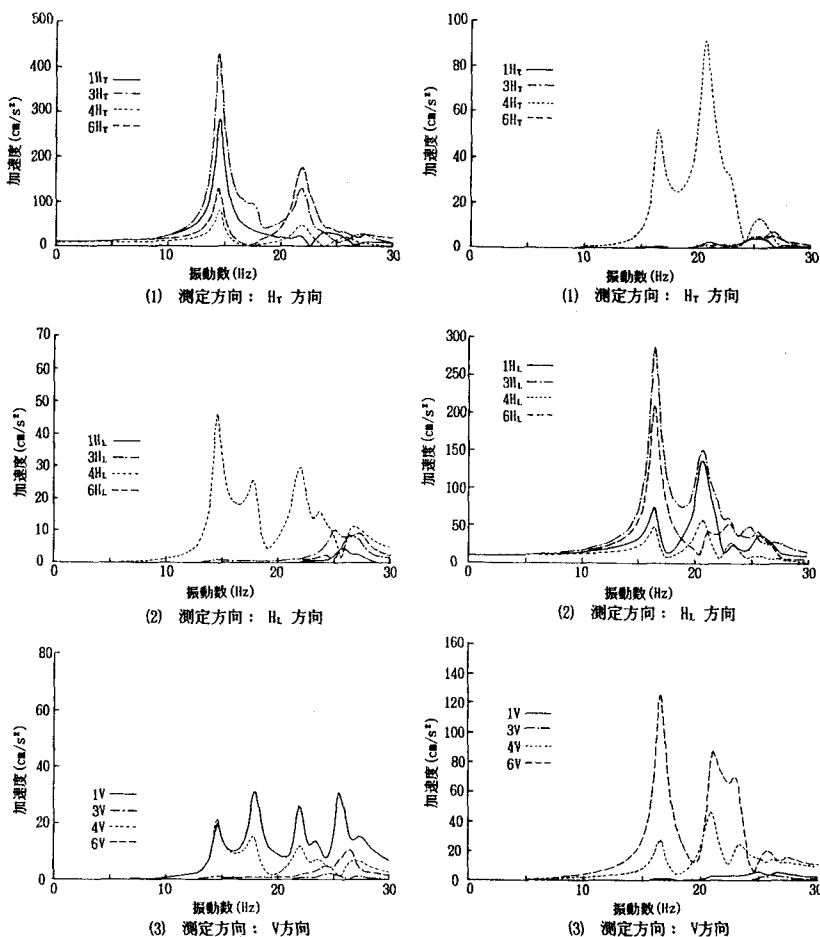 500
400
300
200
100
0
加速度(cm/s²)
1H_T
3H_T
4H_T
6H_T
0 10 20 30
振動数(Hz)
(1) 測定方向: H_T 方向
100
80
60
40
20
0
加速度(cm/s²)
1H_T
3H_T
4H_T
6H_T
0 10 20 30
振動数(Hz)
(1) 測定方向: H_T 方向
70
60
50
40
30
20
10
0
加速度(cm/s²)
1H_L
3H_L
4H_L
6H_L
0 10 20 30
振動数(Hz)
(2) 測定方向: H_L 方向
300
250
200
150
100
50
0
加速度(cm/s²)
1H_L
3H_L
4H_L
6H_L
0 10 20 30
振動数(Hz)
(2) 測定方向: H_L 方向
80
60
40
20
0
加速度(cm/s²)
1V
3V
4V
6V
0 10 20 30
振動数(Hz)
(3) 測定方向: V方向
160
140
120
100
80
60
40
20
0
加速度(cm/s²)
1V
3V
4V
6V
0 10 20 30
振動数(Hz)
(3) 測定方向: V方向